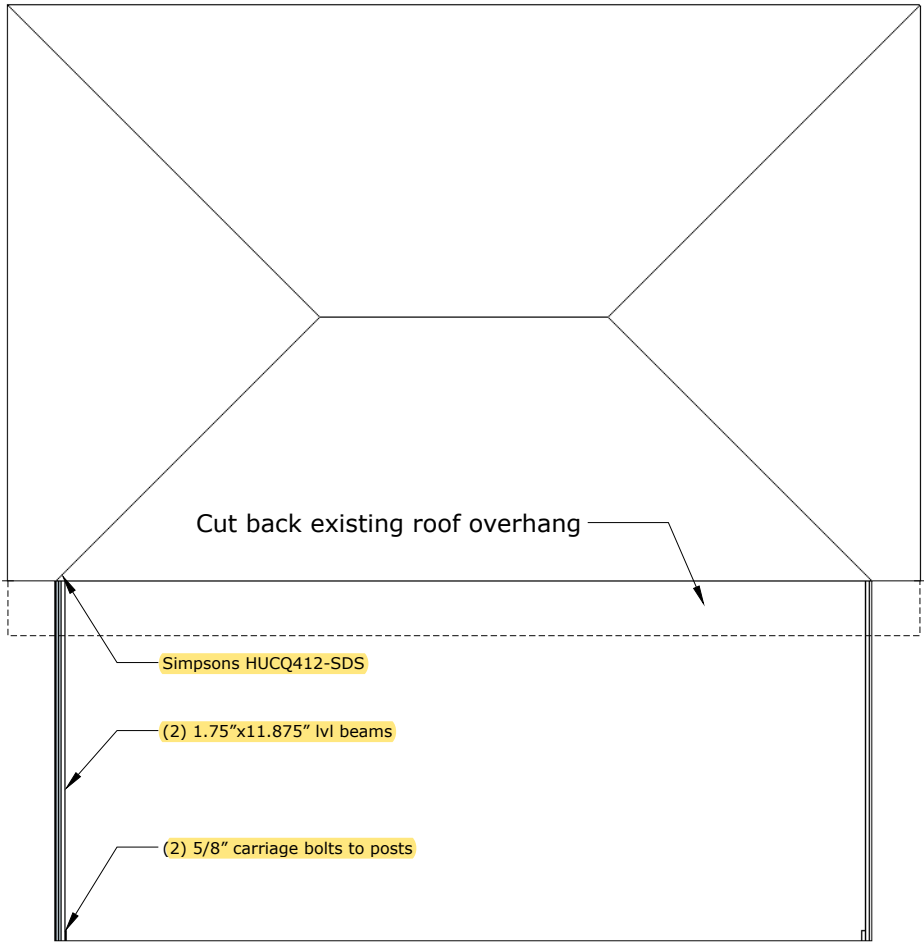 Cut back existing roof overhang
Simpsons HUCQ412-SDS
(2) 1.75”x11.875” lvl beams
(2) 5/8” carriage bolts to posts